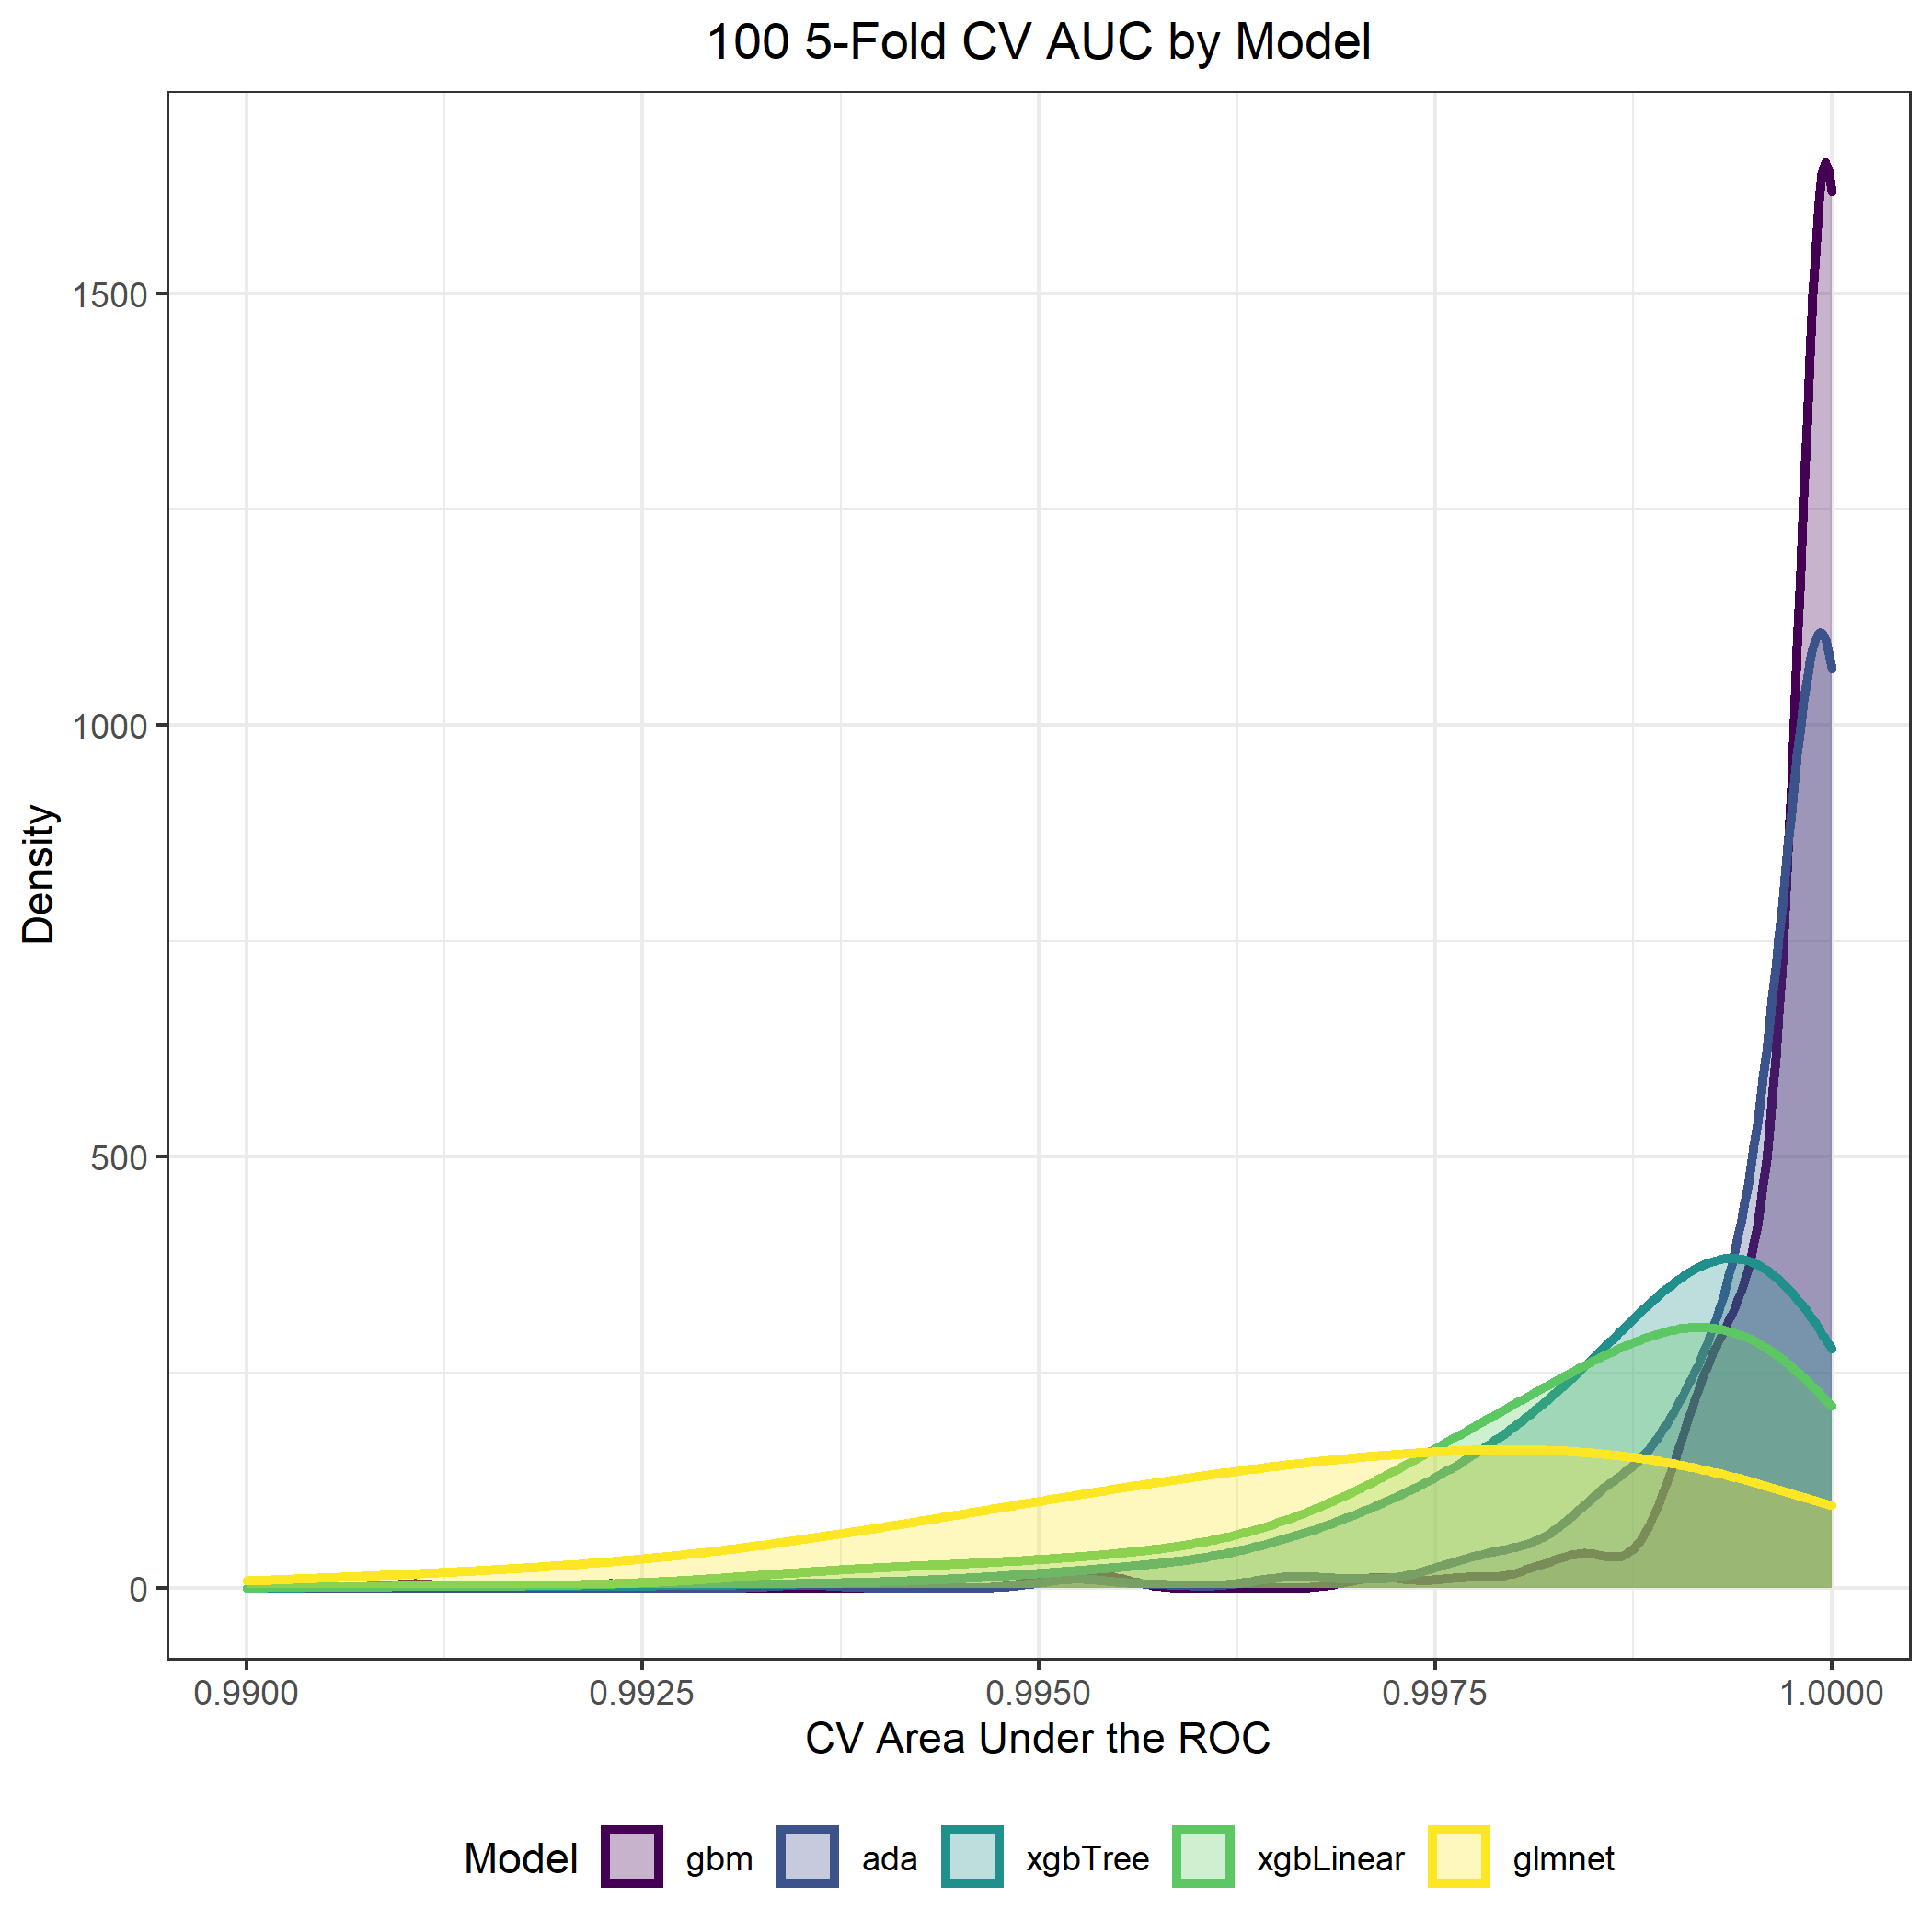 100 5-Fold CV AUC by Model
1500
1000
500
0
Density
0.9900 0.9925 0.9950 0.9975 1.0000
CV Area Under the ROC
Model gbm ada xgbTree xgbLinear glmnet